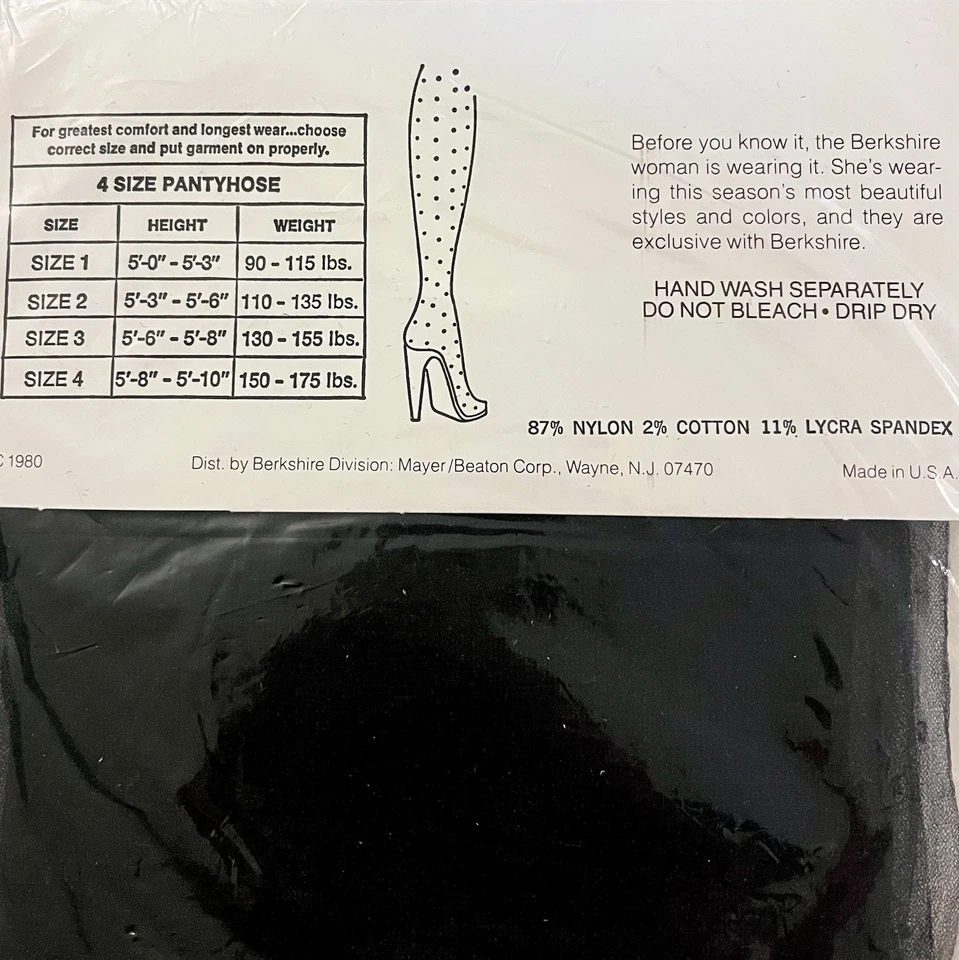 For greatest comfort and longest wear...choose
correct size and put garment on properly.
4 SIZE PANTYHOSE
SIZE HEIGHT WEIGHT
SIZE 1 5'-0" - 5'-3" 90 - 115 lbs.
SIZE 2 5'-3" - 5'-6" 110 - 135 lbs.
SIZE 3 5'-6" - 5'-8" 130 - 155 lbs.
SIZE 4 5'-8" - 5'-10" 150 - 175 lbs.
Before you know it, the Berkshire
woman is wearing it. She's wear-
ing this season's most beautiful
styles and colors, and they are
exclusive with Berkshire.
HAND WASH SEPARATELY
DO NOT BLEACH • DRIP DRY
87% NYLON 2% COTTON 11% LYCRA SPANDEX
C 1980 Dist. by Berkshire Division: Mayer/Beaton Corp., Wayne, N.J. 07470 Made in U.S.A.